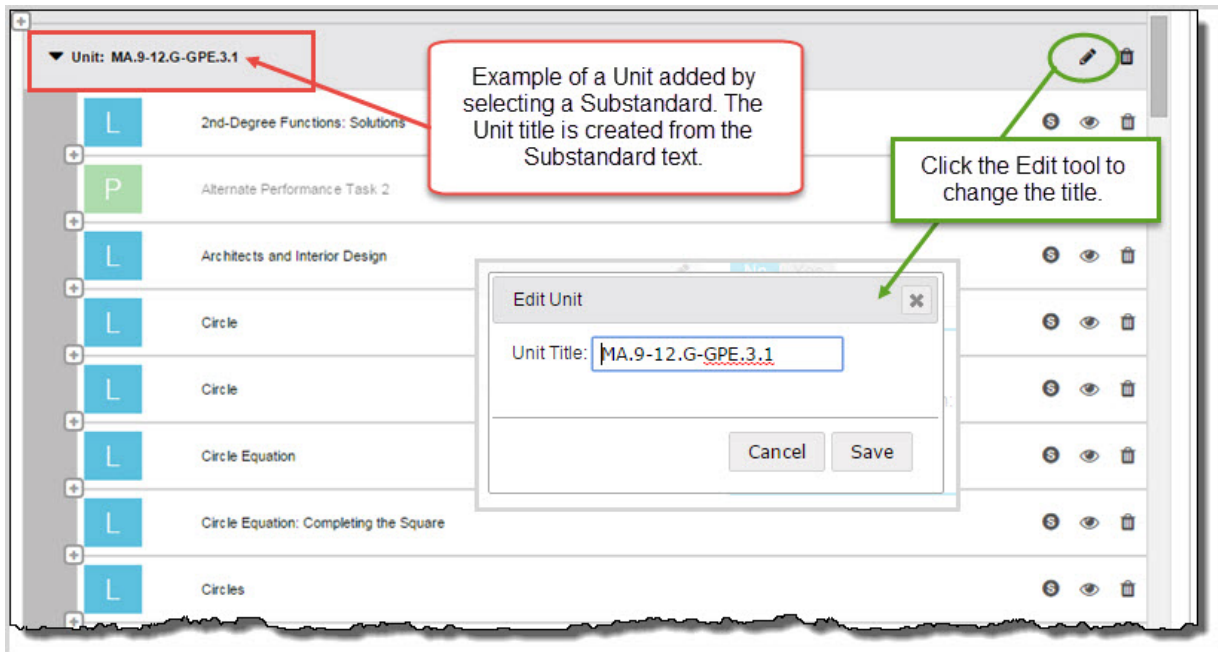 Unit: MA.9-12.G-GPE.3.1
Example of a Unit added by
selecting a Substandard. The
Unit title is created from the
Substandard text.
L
2nd-Degree Functions: Solutions
S
Click the Edit tool to
change the title.
P
Alternate Performance Task 2
L
Architects and Interior Design
S
No Yes
Edit Unit
Unit Title: MA.9-12.G-GPE.3.1
Cancel Save
L
Circle
S
L
Circle
S
L
Circle Equation
S
L
Circle Equation: Completing the Square
S
L
Circles
S